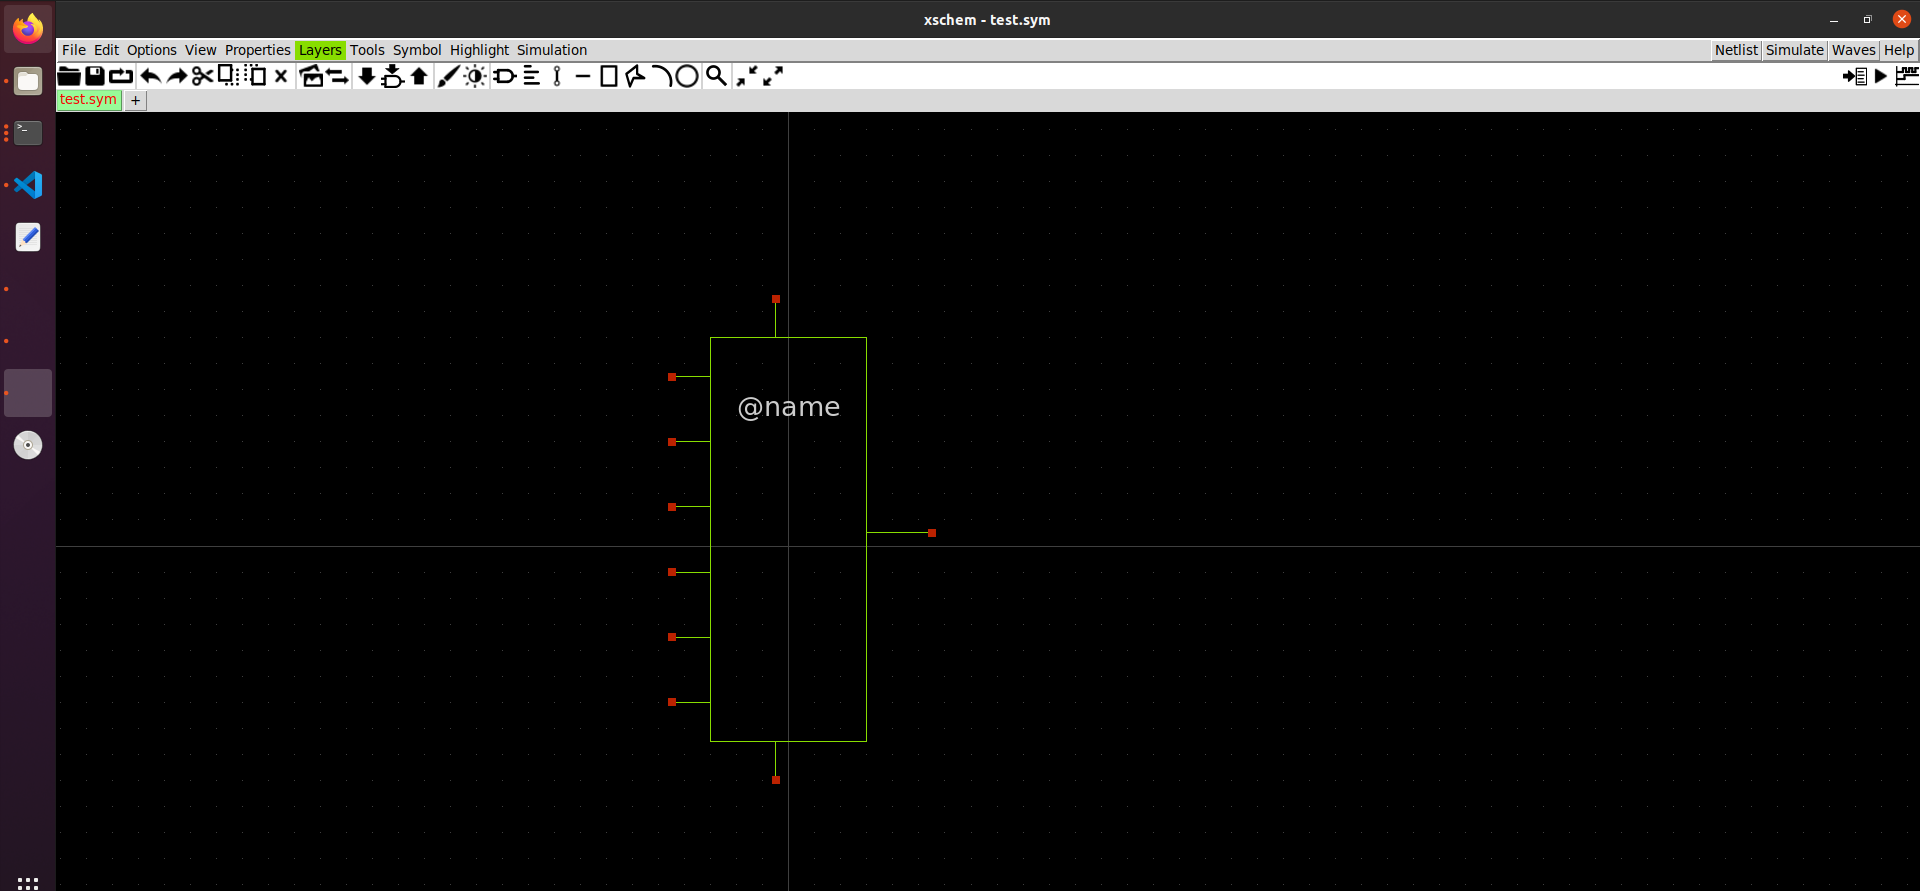 xschem - test.sym
File Edit Options View Properties Layers Tools Symbol Highlight Simulation Netlist Simulate Waves Help
test.sym +
@name